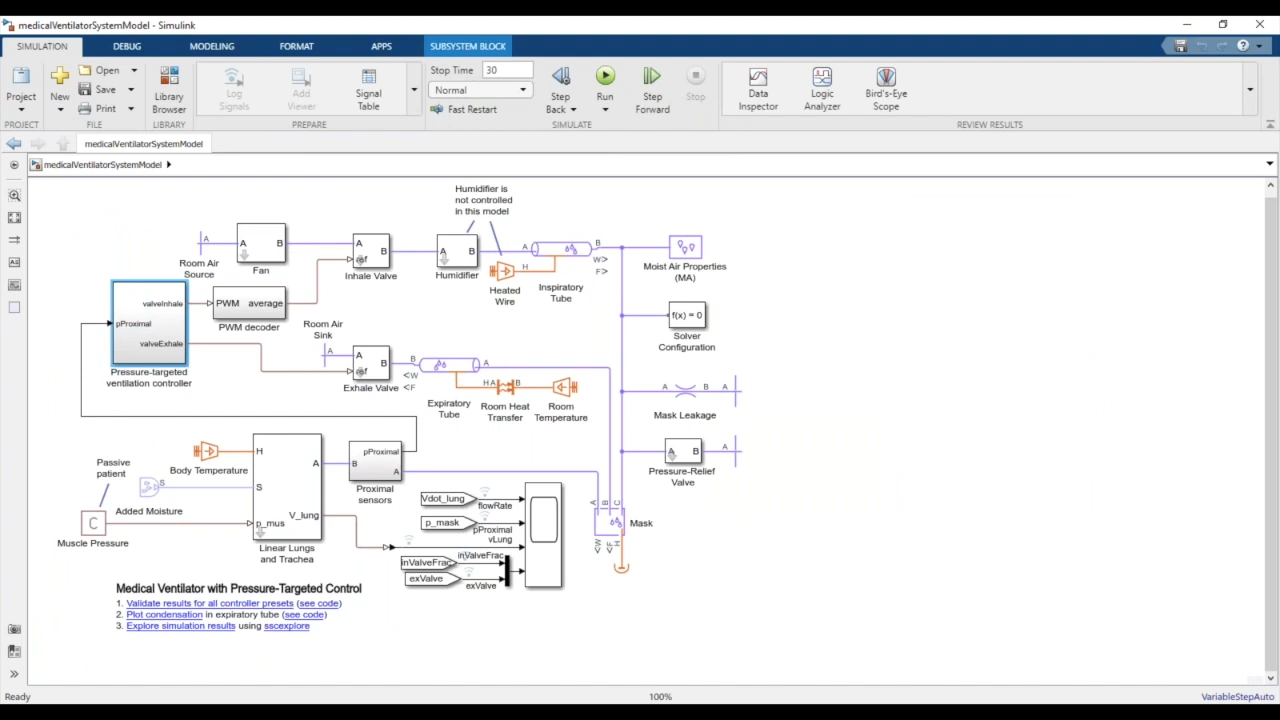 medicalVentilatorSystemModel - Simulink
SIMULATION DEBUG MODELING FORMAT APPS SUBSYSTEM BLOCK
Project
New
Open
Save
Print
Library
Browser
Log
Signals
Add
Viewer
Signal
Table
Stop Time 30
Normal
Fast Restart
Step
Back
Run
Step
Forward
Stop
Data
Inspector
Logic
Analyzer
Bird's-Eye
Scope
PROJECT FILE LIBRARY PREPARE SIMULATE REVIEW RESULTS
medicalVentilatorSystemModel
medicalVentilatorSystemModel
Humidifier is
not controlled
in this model
A
Room Air
Source
A B
Fan
A
B
Inhale Valve
A B
Humidifier
H
Heated
Wire
A B
W>
F>
Inspiratory
Tube
Moist Air Properties
(MA)
valveInhale
pProximal
valveExhale
Pressure-targeted
ventilation controller
PWM average
PWM decoder
Room Air
Sink
A
A
B
Exhale Valve
B A
<W
<F
Expiratory
Tube
H A B
Room Heat
Transfer
Room
Temperature
f(x) = 0
Solver
Configuration
A B A
Mask Leakage
A B A
Pressure-Relief
Valve
Passive
patient
Body Temperature
S
Added Moisture
C
Muscle Pressure
H
A
S
V_lung
p_mus
Linear Lungs
and Trachea
pProximal
B
A
Proximal
sensors
Vdot_lung
flowRate
p_mask
pProximal
vLung
inValveFrac
inValveFrac
exValve
exValve
A B C
Mask
<W <F H
Medical Ventilator with Pressure-Targeted Control
1. Validate results for all controller presets (see code)
2. Plot condensation in expiratory tube (see code)
3. Explore simulation results using sscexplore
Ready 100% VariableStepAuto